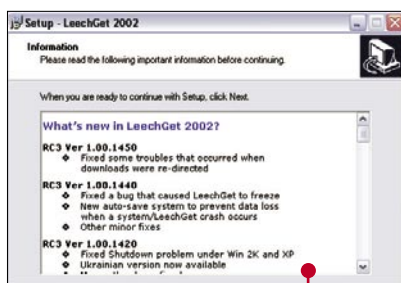 Setup - LeechGet 2002
Information
Please read the following important information before continuing.
When you are ready to continue with Setup, click Next.
What's new in LeechGet 2002?
RC3 Ver 1.00.1450
❖ Fixed some troubles that occurred when
downloads were re-directed
RC3 Ver 1.00.1440
❖ Fixed a bug that caused LeechGet to freeze
❖ New auto-save system to prevent data loss
when a system/LeechGet crash occurs
❖ Other minor fixes
RC3 Ver 1.00.1420
❖ Fixed Shutdown problem under Win 2K and XP
❖ Ukrainian version now available